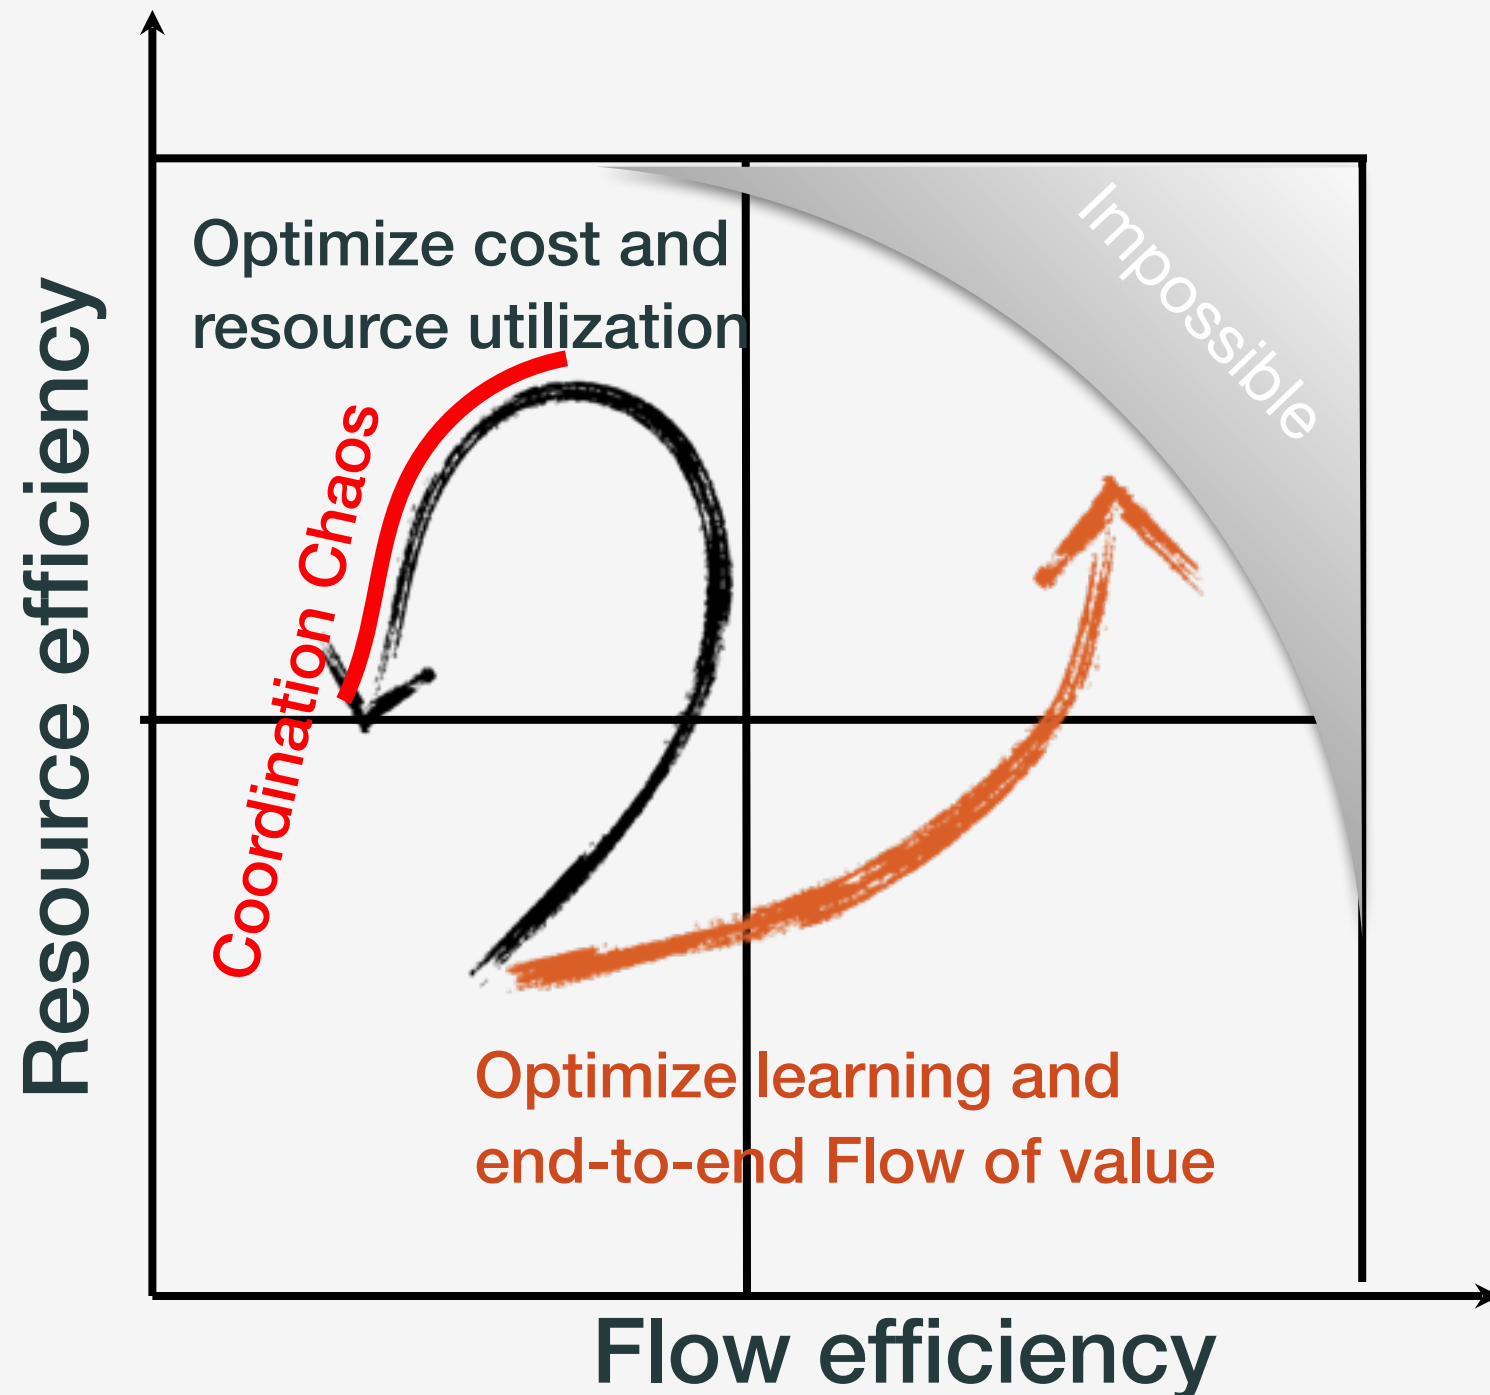 Optimize cost and
resource utilization
Impossible
Resource efficiency
Coordination Chaos
Optimize learning and
end-to-end Flow of value
Flow efficiency